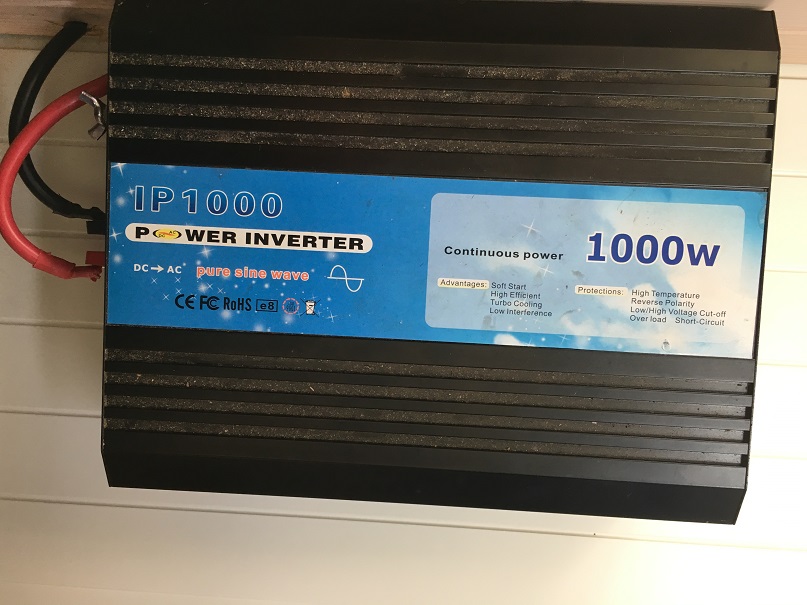 IP1000
POWER INVERTER
DC → AC pure sine wave
CE FC RoHS e8
Continuous power 1000w
Advantages: Soft Start
High Efficient
Turbo Cooling
Low Interference
Protections: High Temperature
Reverse Polarity
Low/High Voltage Cut-off
Over load Short-Circuit